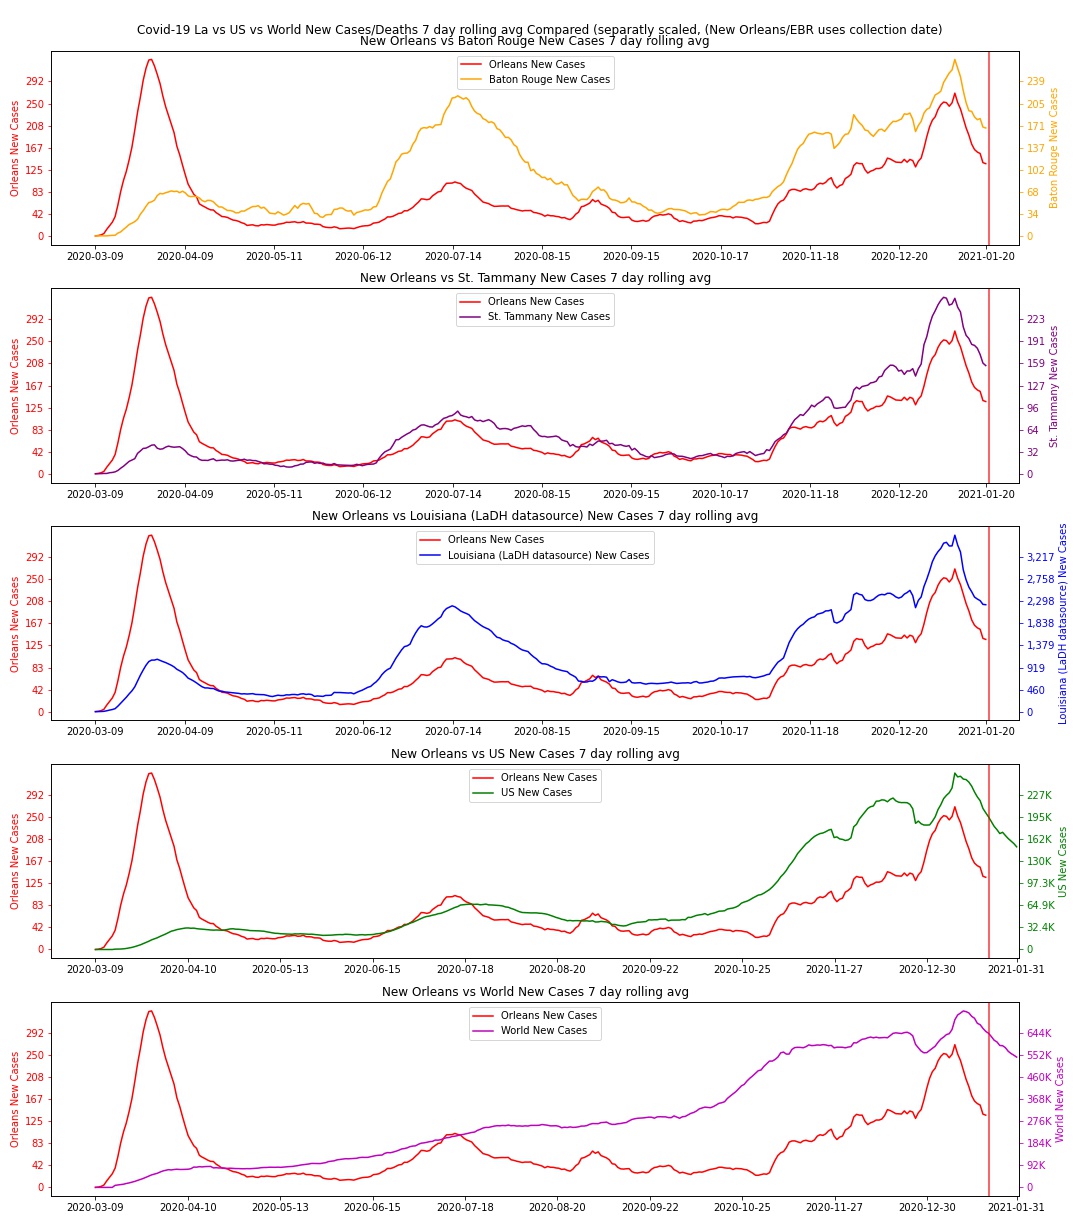 Covid-19 La vs US vs World New Cases/Deaths 7 day rolling avg Compared (separatly scaled, (New Orleans/EBR uses collection date)
New Orleans vs Baton Rouge New Cases 7 day rolling avg
Orleans New Cases
Baton Rouge New Cases
292
250
208
167
125
83
42
0
Orleans New Cases
239
205
171
137
102
68
34
0
Baton Rouge New Cases
2020-03-09 2020-04-09 2020-05-11 2020-06-12 2020-07-14 2020-08-15 2020-09-15 2020-10-17 2020-11-18 2020-12-20 2021-01-20
New Orleans vs St. Tammany New Cases 7 day rolling avg
Orleans New Cases
St. Tammany New Cases
292
250
208
167
125
83
42
0
Orleans New Cases
223
191
159
127
96
64
32
0
St. Tammany New Cases
2020-03-09 2020-04-09 2020-05-11 2020-06-12 2020-07-14 2020-08-15 2020-09-15 2020-10-17 2020-11-18 2020-12-20 2021-01-20
New Orleans vs Louisiana (LaDH datasource) New Cases 7 day rolling avg
Orleans New Cases
Louisiana (LaDH datasource) New Cases
292
250
208
167
125
83
42
0
Orleans New Cases
3,217
2,758
2,298
1,838
1,379
919
460
0
Louisiana (LaDH datasource) New Cases
2020-03-09 2020-04-09 2020-05-11 2020-06-12 2020-07-14 2020-08-15 2020-09-15 2020-10-17 2020-11-18 2020-12-20 2021-01-20
New Orleans vs US New Cases 7 day rolling avg
Orleans New Cases
US New Cases
292
250
208
167
125
83
42
0
Orleans New Cases
227K
195K
162K
130K
97.3K
64.9K
32.4K
0
US New Cases
2020-03-09 2020-04-10 2020-05-13 2020-06-15 2020-07-18 2020-08-20 2020-09-22 2020-10-25 2020-11-27 2020-12-30 2021-01-31
New Orleans vs World New Cases 7 day rolling avg
Orleans New Cases
World New Cases
292
250
208
167
125
83
42
0
Orleans New Cases
644K
552K
460K
368K
276K
184K
92K
0
World New Cases
2020-03-09 2020-04-10 2020-05-13 2020-06-15 2020-07-18 2020-08-20 2020-09-22 2020-10-25 2020-11-27 2020-12-30 2021-01-31